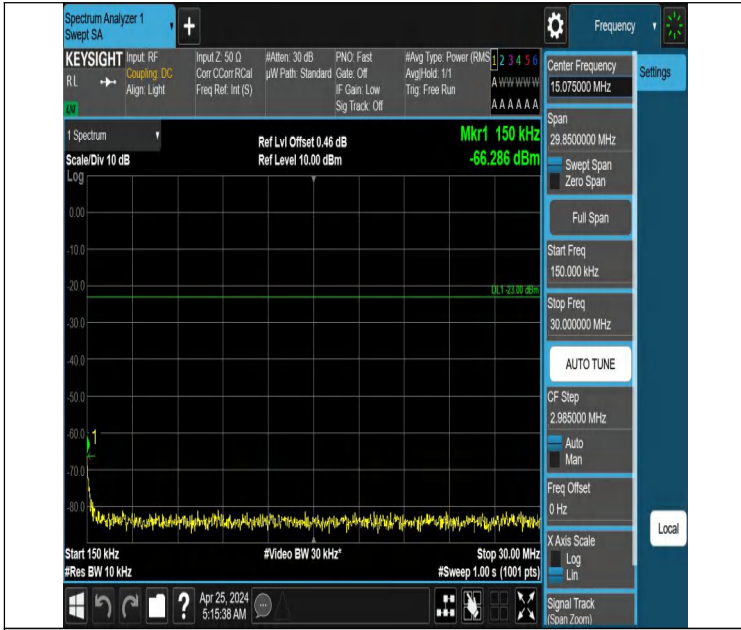 Spectrum Analyzer 1
Swept SA
+
Frequency
KEYSIGHT
RL
LXI
Input: RF
Coupling: DC
Align: Light
Input Z: 50 Ω
Corr CCorr RCal
Freq Ref: Int (S)
#Atten: 30 dB
µW Path: Standard
PNO: Fast
Gate: Off
IF Gain: Low
Sig Track: Off
#Avg Type: Power (RMS
Avg|Hold: 1/1
Trig: Free Run
1 2 3 4 5 6
A W W W W W
A A A A A A
1 Spectrum
Scale/Div 10 dB
Ref Lvl Offset 0.46 dB
Ref Level 10.00 dBm
Mkr1 150 kHz
-66.286 dBm
Log
0.00
-10.0
-20.0
DL1 -23.00 dBm
-30.0
-40.0
-50.0
-60.0
1
-70.0
-80.0
Start 150 kHz
#Video BW 30 kHz*
Stop 30.00 MHz
#Res BW 10 kHz
#Sweep 1.00 s (1001 pts)
?
Apr 25, 2024
5:15:38 AM
Center Frequency
15.075000 MHz
Settings
Span
29.8500000 MHz
Swept Span
Zero Span
Full Span
Start Freq
150.000 kHz
Stop Freq
30.000000 MHz
AUTO TUNE
CF Step
2.985000 MHz
Auto
Man
Freq Offset
0 Hz
X Axis Scale
Log
Lin
Local
Signal Track
(Span Zoom)